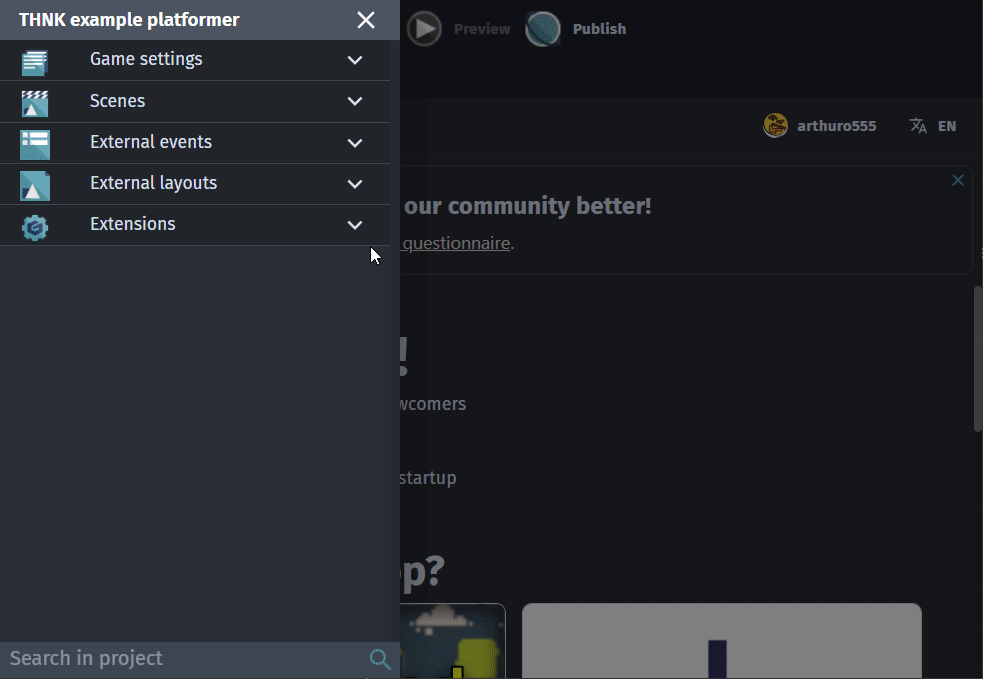 THNK example platformer
Game settings
Scenes
External events
External layouts
Extensions
Search in project
Preview
Publish
arthuro555
EN
our community better!
questionnaire.
!
wcomers
startup
p?